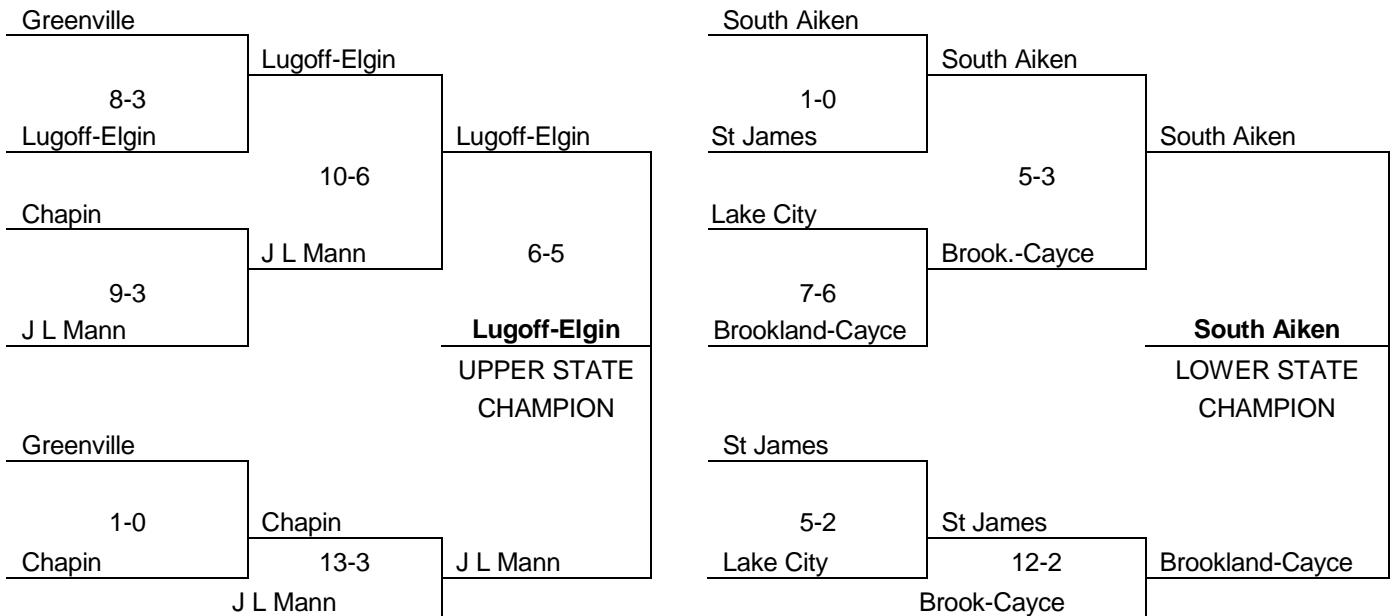 Greenville
South Aiken
Lugoff-Elgin
South Aiken
8-3
1-0
Lugoff-Elgin
Lugoff-Elgin
St James
South Aiken
10-6
5-3
Chapin
Lake City
J L Mann
6-5
Brook.-Cayce
9-3
7-6
J L Mann
Lugoff-Elgin
Brookland-Cayce
South Aiken
UPPER STATE
LOWER STATE
CHAMPION
CHAMPION
Greenville
St James
1-0
Chapin
5-2
St James
Chapin
13-3
J L Mann
Lake City
12-2
Brookland-Cayce
J L Mann
Brook-Cayce